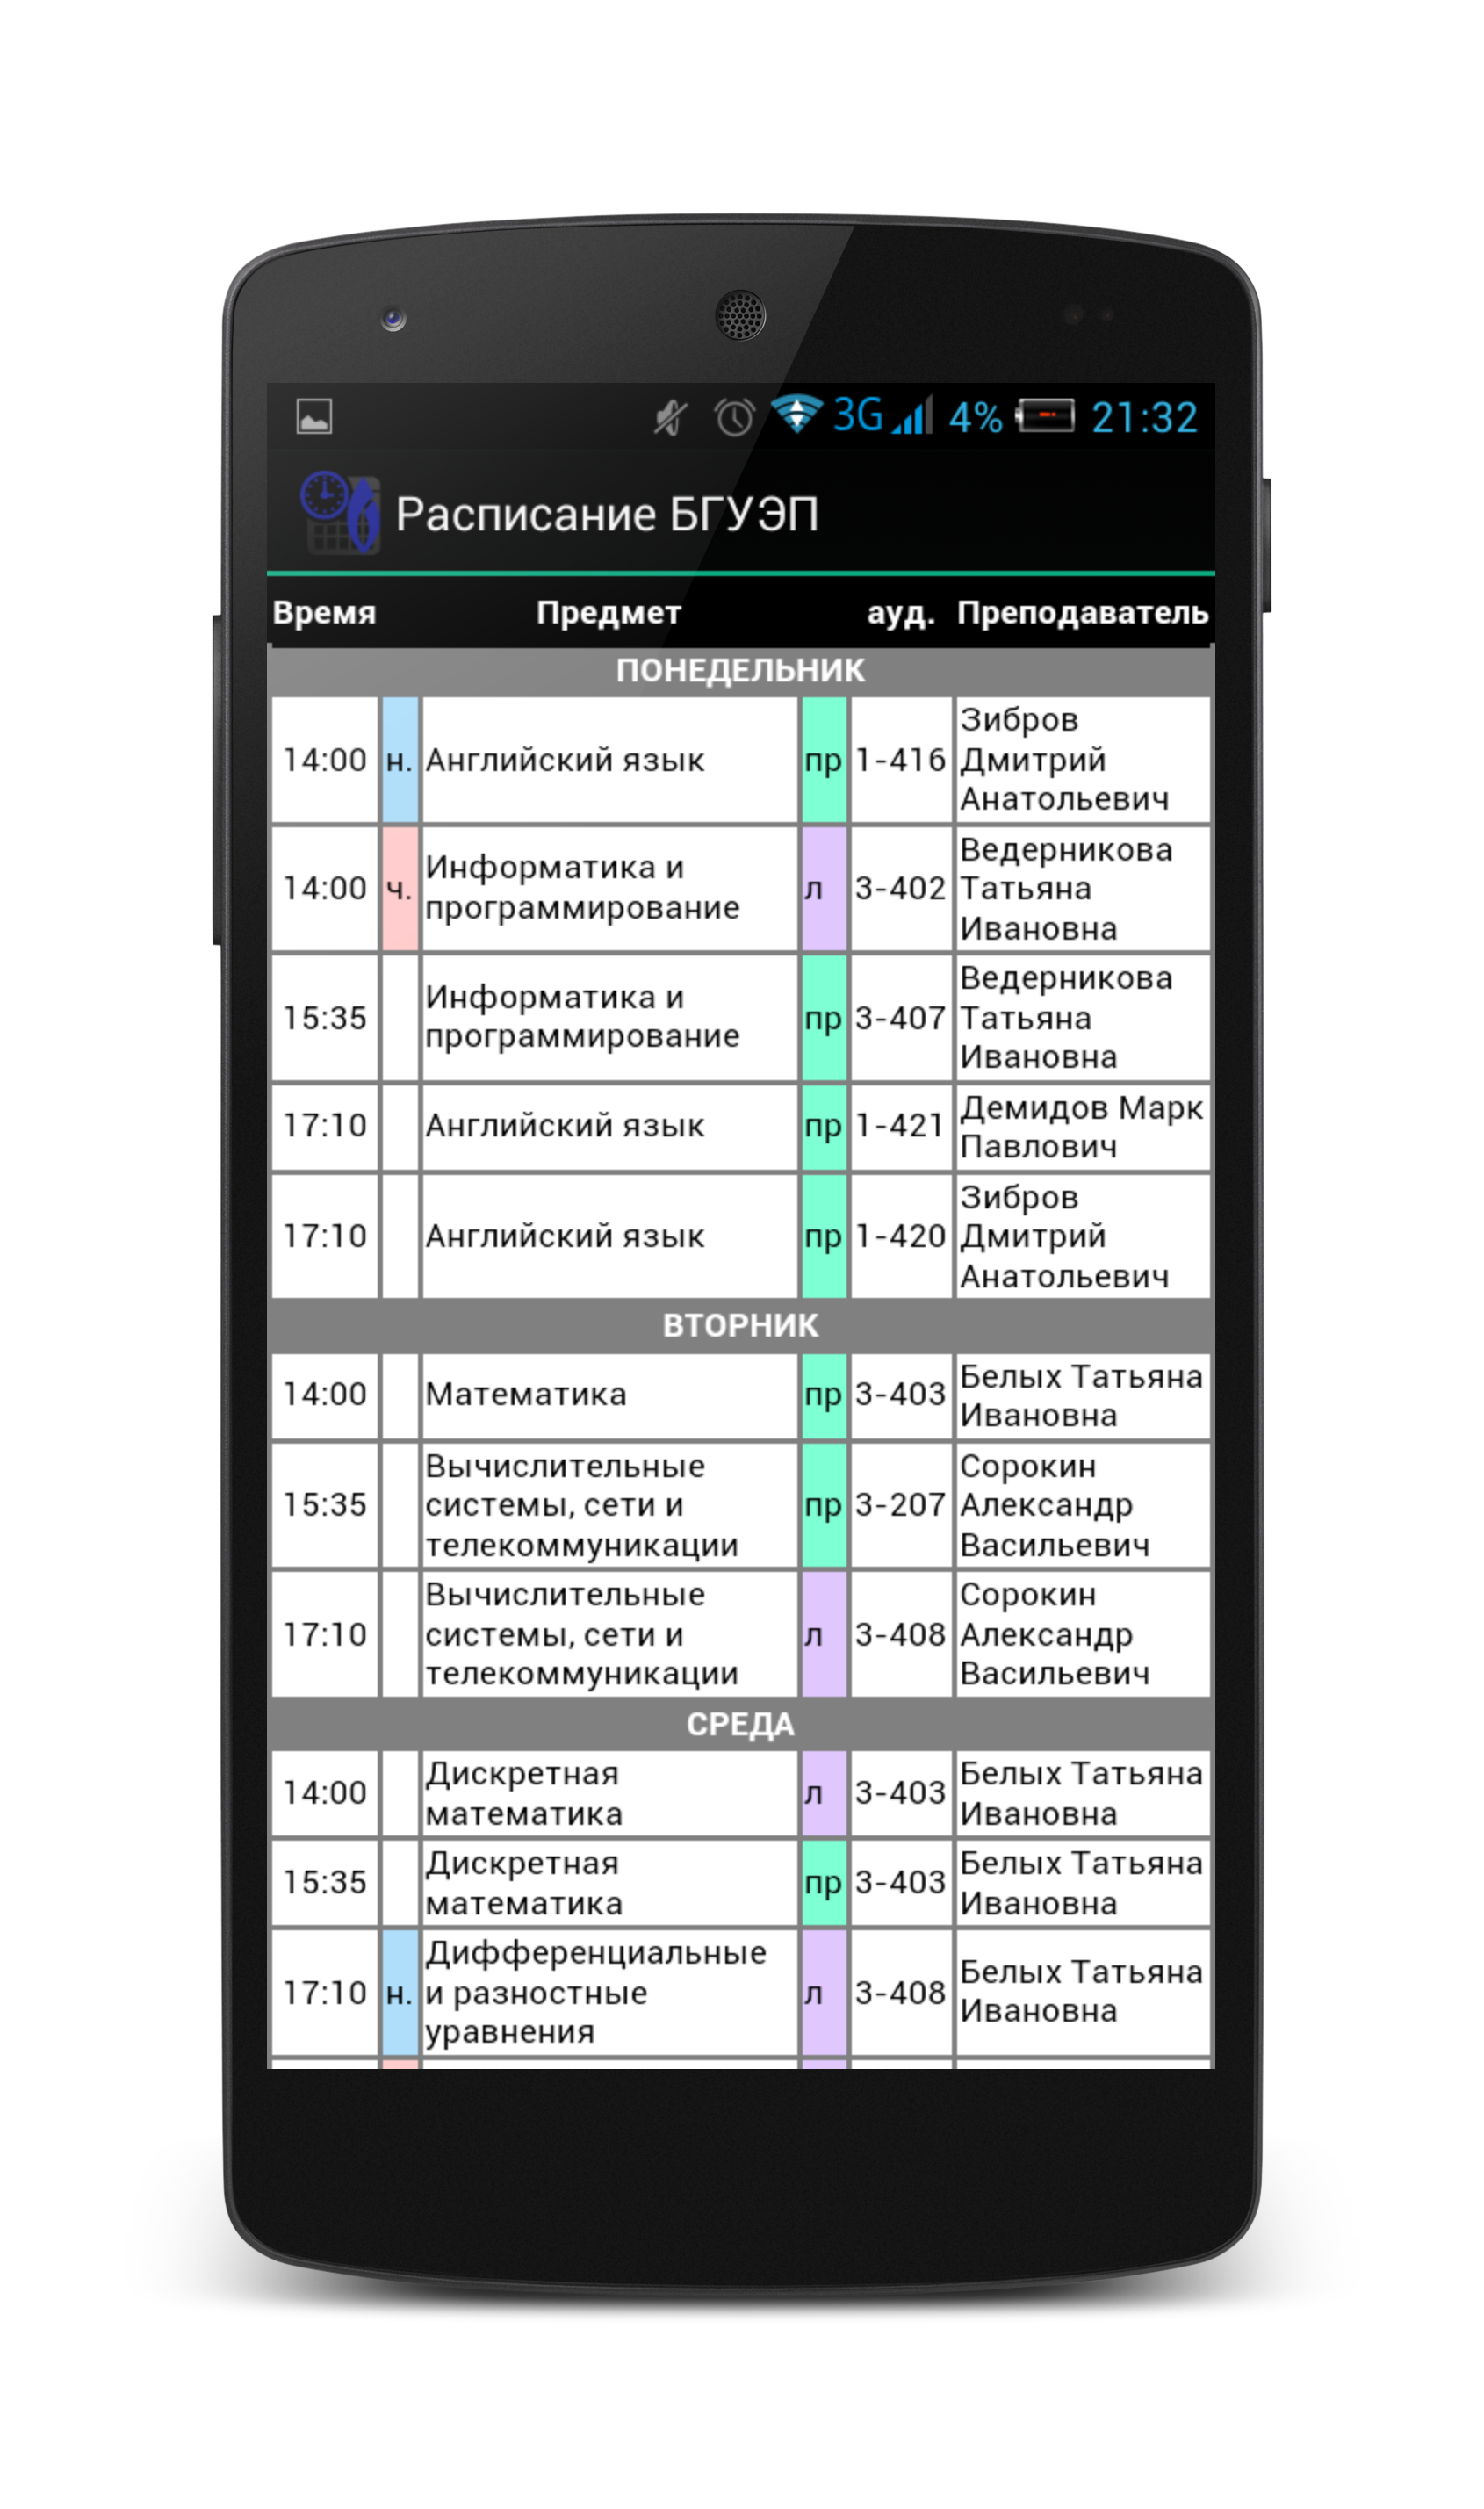 3G 4% 21:32
Расписание БГУЭП
Время Предмет ауд. Преподаватель
ПОНЕДЕЛЬНИК
14:00 н. Английский язык пр 1-416 Зибров
Дмитрий
Анатольевич
14:00 ч. Информатика и
программирование л 3-402 Ведерникова
Татьяна
Ивановна
15:35 Информатика и
программирование пр 3-407 Ведерникова
Татьяна
Ивановна
17:10 Английский язык пр 1-421 Демидов Марк
Павлович
17:10 Английский язык пр 1-420 Зибров
Дмитрий
Анатольевич
ВТОРНИК
14:00 Математика пр 3-403 Белых Татьяна
Ивановна
15:35 Вычислительные
системы, сети и
телекоммуникации пр 3-207 Сорокин
Александр
Васильевич
17:10 Вычислительные
системы, сети и
телекоммуникации л 3-408 Сорокин
Александр
Васильевич
СРЕДА
14:00 Дискретная
математика л 3-403 Белых Татьяна
Ивановна
15:35 Дискретная
математика пр 3-403 Белых Татьяна
Ивановна
17:10 н. Дифференциальные
и разностные
уравнения л 3-408 Белых Татьяна
Ивановна